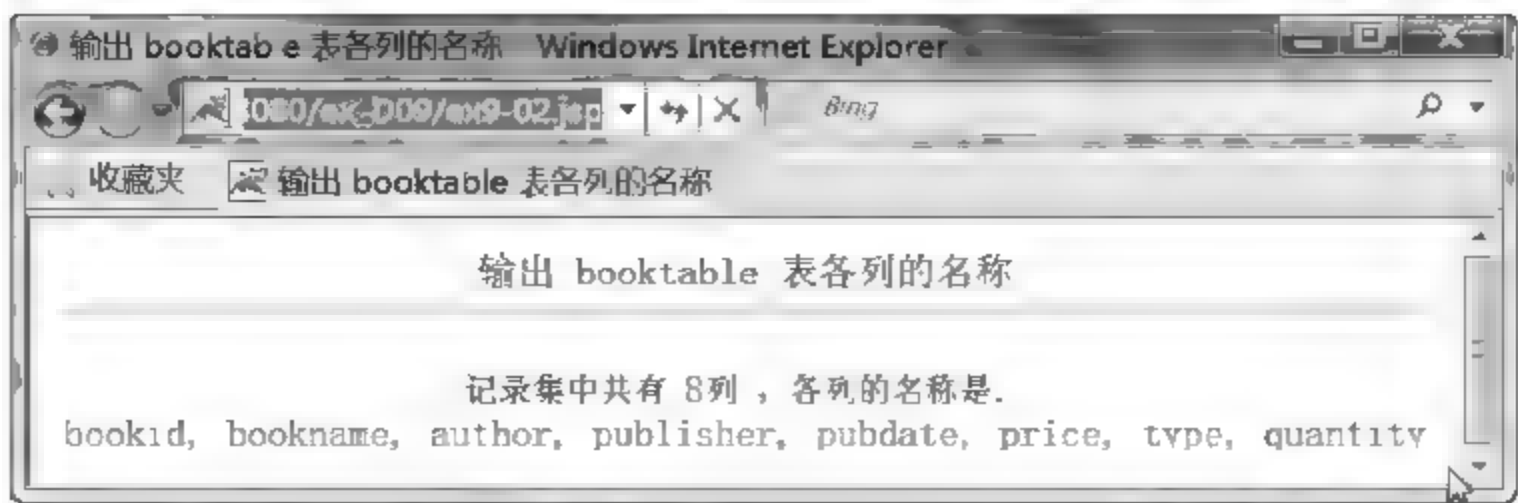 输出 booktab e 表各列的名称 Windows Internet Explorer
080/ex_b09/ex9-02.jsp
Bing
收藏夹
输出 booktable 表各列的名称
输出 booktable 表各列的名称
记录集中共有 8列，各列的名称是.
bookid, bookname, author, publisher, pubdate, price, type, quantity